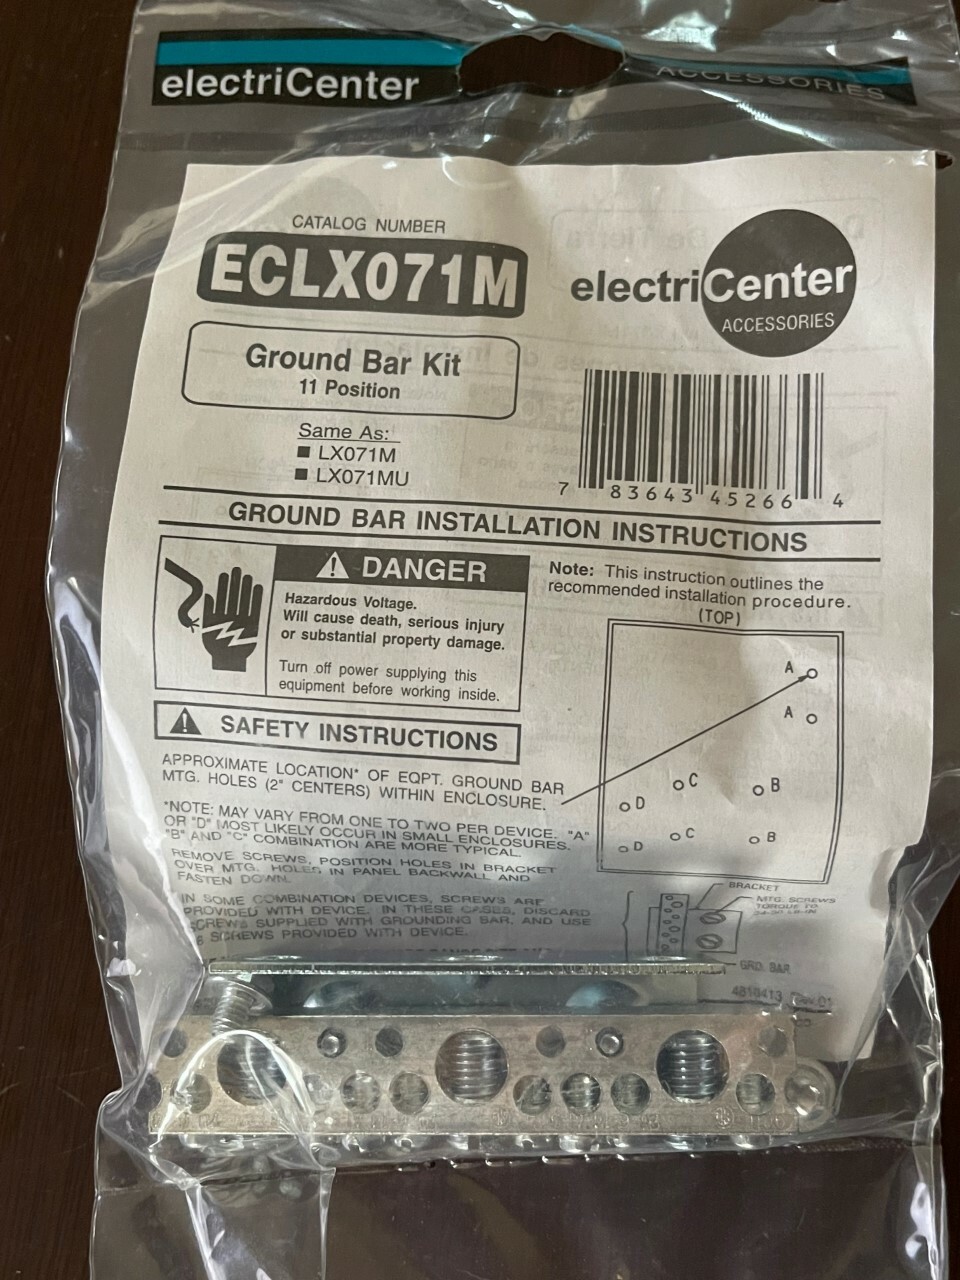 electriCenter
ACCESSORIES
CATALOG NUMBER
ECLX071M
electriCenter
ACCESSORIES
Ground Bar Kit
11 Position
Same As:
■ LX071M
■ LX071MU
7 83643 45266 4
GROUND BAR INSTALLATION INSTRUCTIONS
⚠ DANGER
Hazardous Voltage.
Will cause death, serious injury
or substantial property damage.
Turn off power supplying this
equipment before working inside.
Note: This instruction outlines the
recommended installation procedure.
(TOP)
A
A
B
C
D
B
C
D
⚠ SAFETY INSTRUCTIONS
APPROXIMATE LOCATION* OF EQPT. GROUND BAR
MTG. HOLES (2" CENTERS) WITHIN ENCLOSURE.
*NOTE: MAY VARY FROM ONE TO TWO PER DEVICE. "A"
OR "D" MOST LIKELY OCCUR IN SMALL ENCLOSURES.
"B" AND "C" COMBINATION ARE MORE TYPICAL.
REMOVE SCREWS, POSITION HOLES IN BRACKET
OVER MTG. HOLES IN PANEL BACKWALL AND
FASTEN DOWN.
IN SOME COMBINATION DEVICES, SCREWS ARE
PROVIDED WITH DEVICE. IN THESE CASES, DISCARD
SCREWS SUPPLIED WITH GROUNDING BAR, AND USE
SCREWS PROVIDED WITH DEVICE.
BRACKET
MTG. SCREWS
TORQUE TO
GRD. BAR